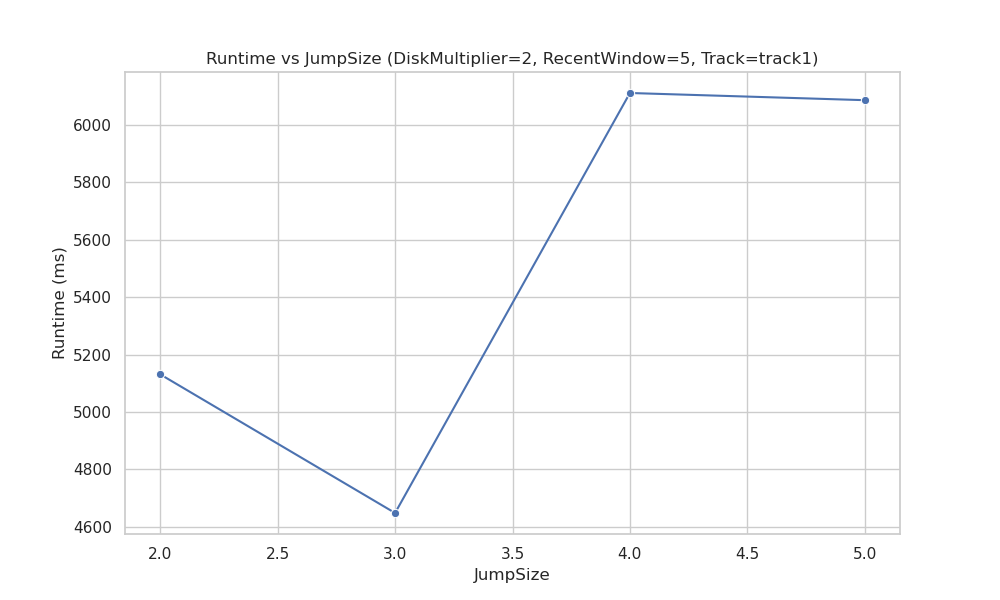 Runtime vs JumpSize (DiskMultiplier=2, RecentWindow=5, Track=track1)
Runtime (ms)
6000
5800
5600
5400
5200
5000
4800
4600
2.0 2.5 3.0 3.5 4.0 4.5 5.0
JumpSize